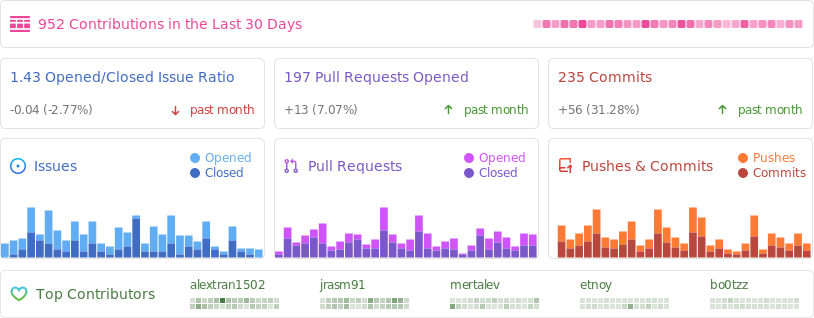 952 Contributions in the Last 30 Days
1.43 Opened/Closed Issue Ratio
-0.04 (-2.77%)
past month
197 Pull Requests Opened
+13 (7.07%)
past month
235 Commits
+56 (31.28%)
past month
Issues
Opened
Closed
Pull Requests
Opened
Closed
Pushes & Commits
Pushes
Commits
Top Contributors
alextran1502
jrasm91
mertalev
etnoy
bo0tzz